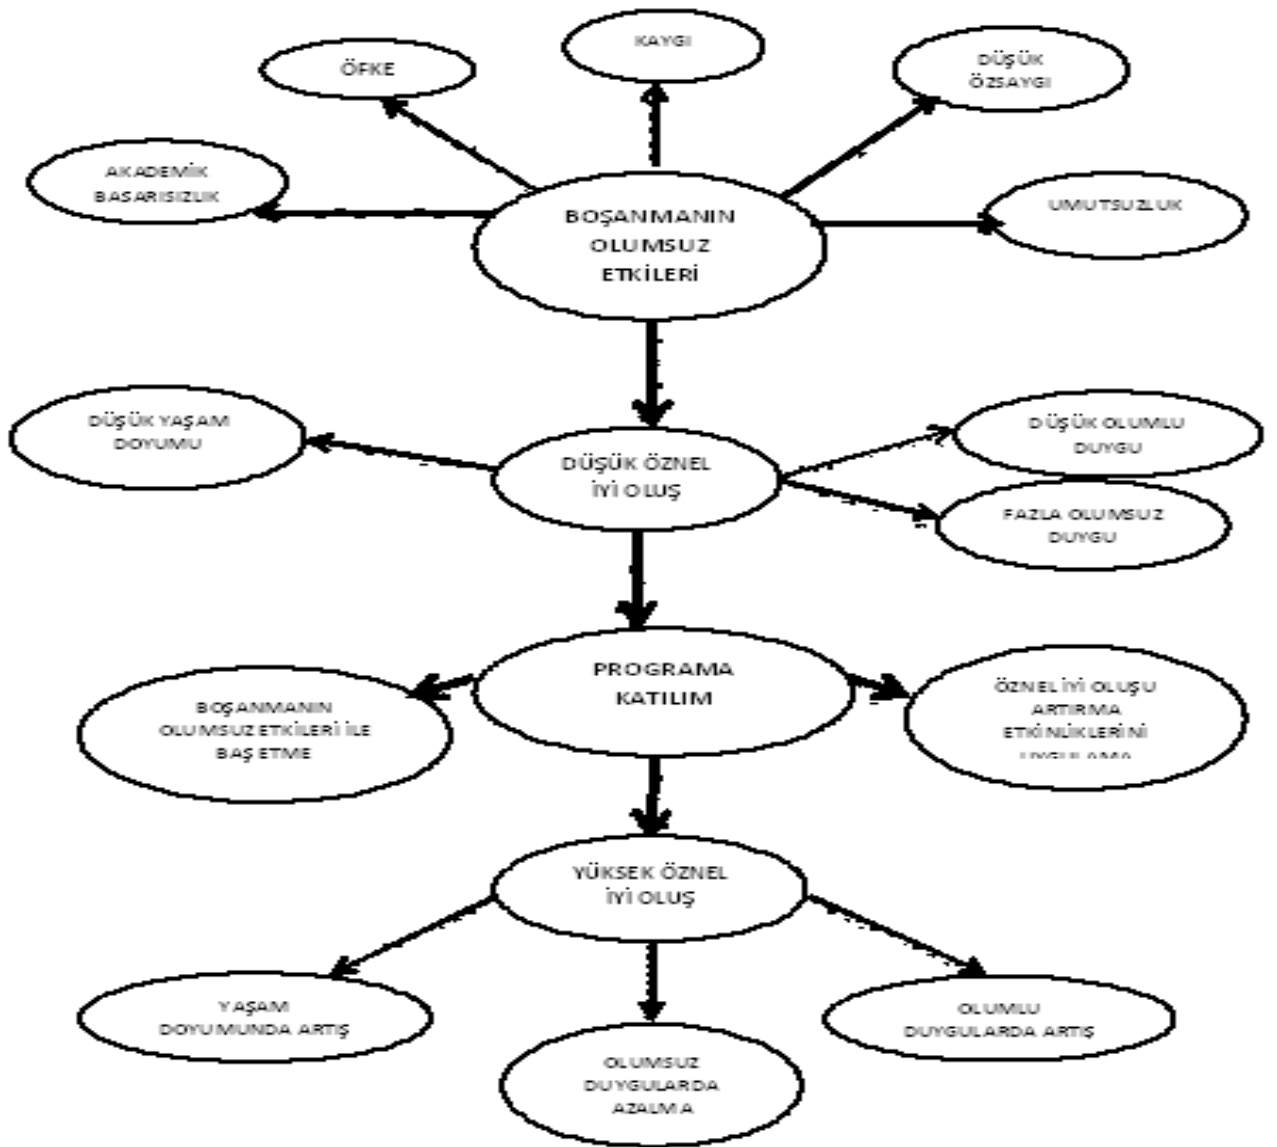 KAYGI
ÖFKE
DÜŞÜK
ÖZSAYGI
AKADEMİK
BASARISIZLIK
UMUTSUZLUK
BOŞANMANIN
OLUMSUZ
ETKİLERİ
DÜŞÜK YAŞAM
DOYUMU
DÜŞÜK ÖZNEL
İYİ OLUŞ
DÜŞÜK OLUMLU
DUYGU
FAZLA OLUMSUZ
DUYGU
PROGRAMA
KATILIM
BOŞANMANIN
OLUMSUZ ETKİLERİ İLE
BAŞ ETME
ÖZNEL İYİ OLUŞU
ARTIRMA
ETKİNLİKLERİNİ
UYGULAMA
YÜKSEK ÖZNEL
İYİ OLUŞ
YAŞAM
DOYUMUNDA ARTIŞ
OLUMSUZ
DUYGULARDA
AZALMA
OLUMLU
DUYGULARDA ARTIŞ